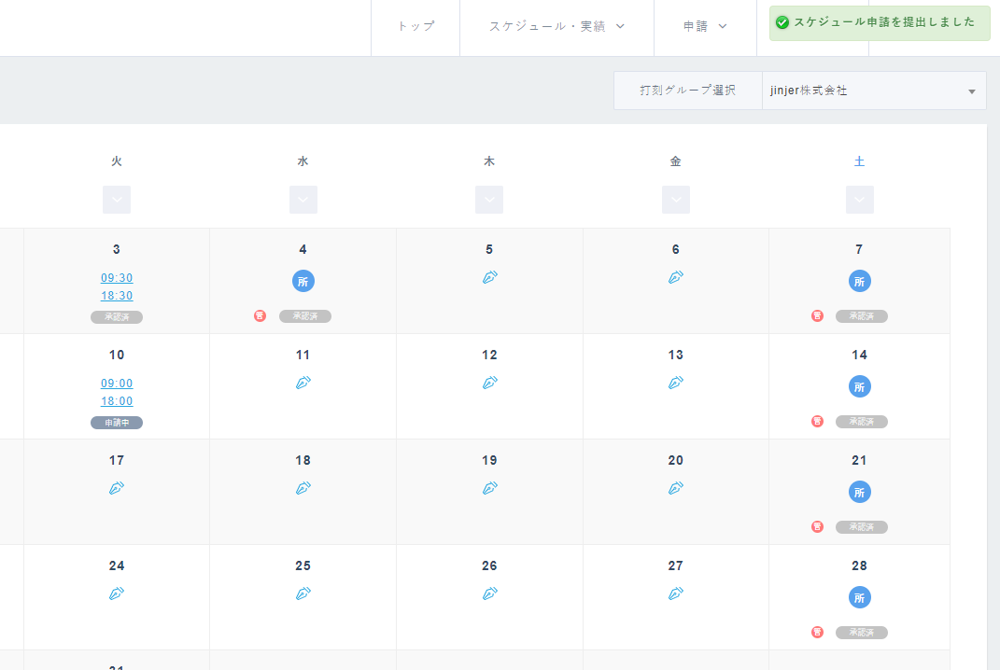 トップ
スケジュール・実績
申請
スケジュール申請を提出しました
打刻グループ選択
jinjer株式会社
火 水 木 金 土
3 4 5 6 7
09:30 所 所
18:30
承認済 管 承認済 管 承認済
10 11 12 13 14
09:00 所
18:00
申請中 管 承認済
17 18 19 20 21
所
管 承認済
24 25 26 27 28
所
管 承認済
31